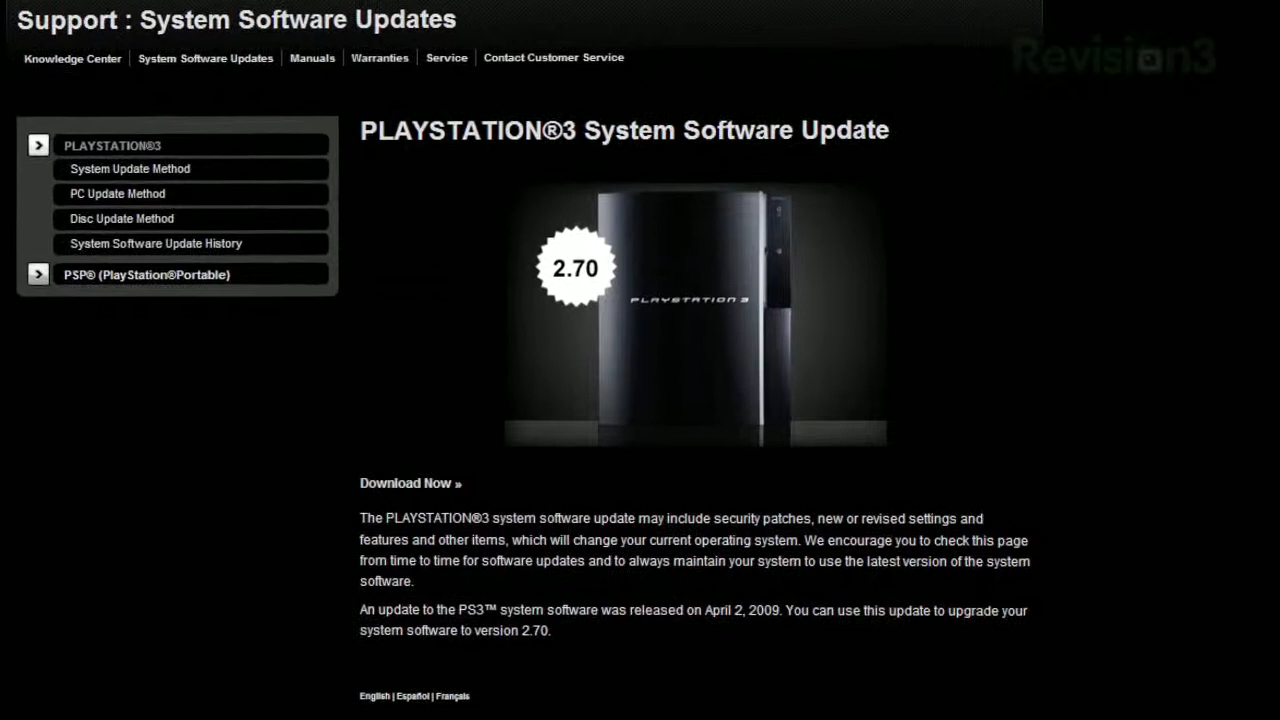 Support : System Software Updates
Revision3
Knowledge Center | System Software Updates | Manuals | Warranties | Service | Contact Customer Service
PLAYSTATION®3 System Software Update
PLAYSTATION®3
System Update Method
PC Update Method
Disc Update Method
System Software Update History
PSP® (PlayStation®Portable)
2.70
PLAYSTATION 3
Download Now »
The PLAYSTATION®3 system software update may include security patches, new or revised settings and
features and other items, which will change your current operating system. We encourage you to check this page
from time to time for software updates and to always maintain your system to use the latest version of the system
software.
An update to the PS3™ system software was released on April 2, 2009. You can use this update to upgrade your
system software to version 2.70.
English | Español | Français